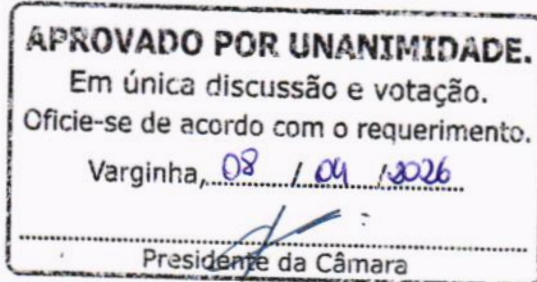 APROVADO POR UNANIMIDADE.
Em única discussão e votação.
Oficie-se de acordo com o requerimento.
Varginha, 08 / 04 / 2026
Presidente da Câmara